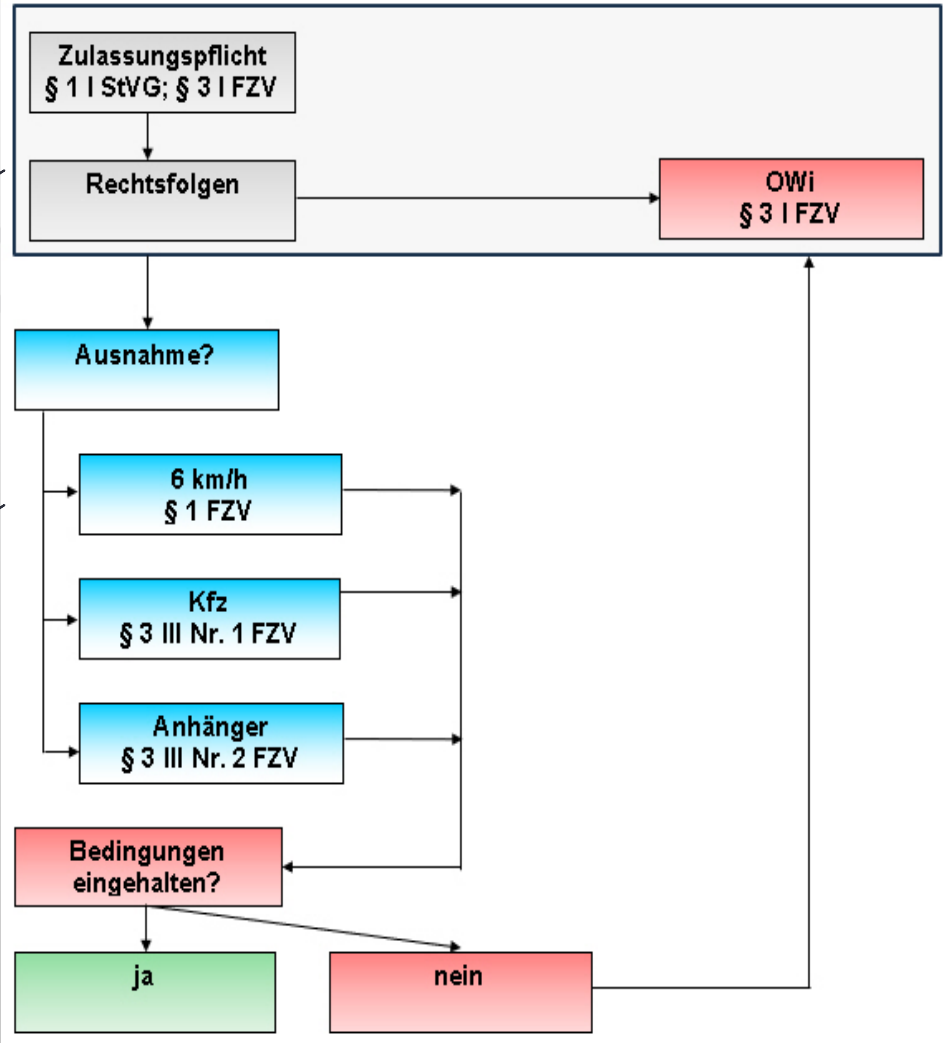 Zulassungspflicht
§ 1 I StVG; § 3 I FZV
Rechtsfolgen
OWi
§ 3 I FZV
Ausnahme?
6 km/h
§ 1 FZV
Kfz
§ 3 III Nr. 1 FZV
Anhänger
§ 3 III Nr. 2 FZV
Bedingungen
eingehalten?
ja
nein